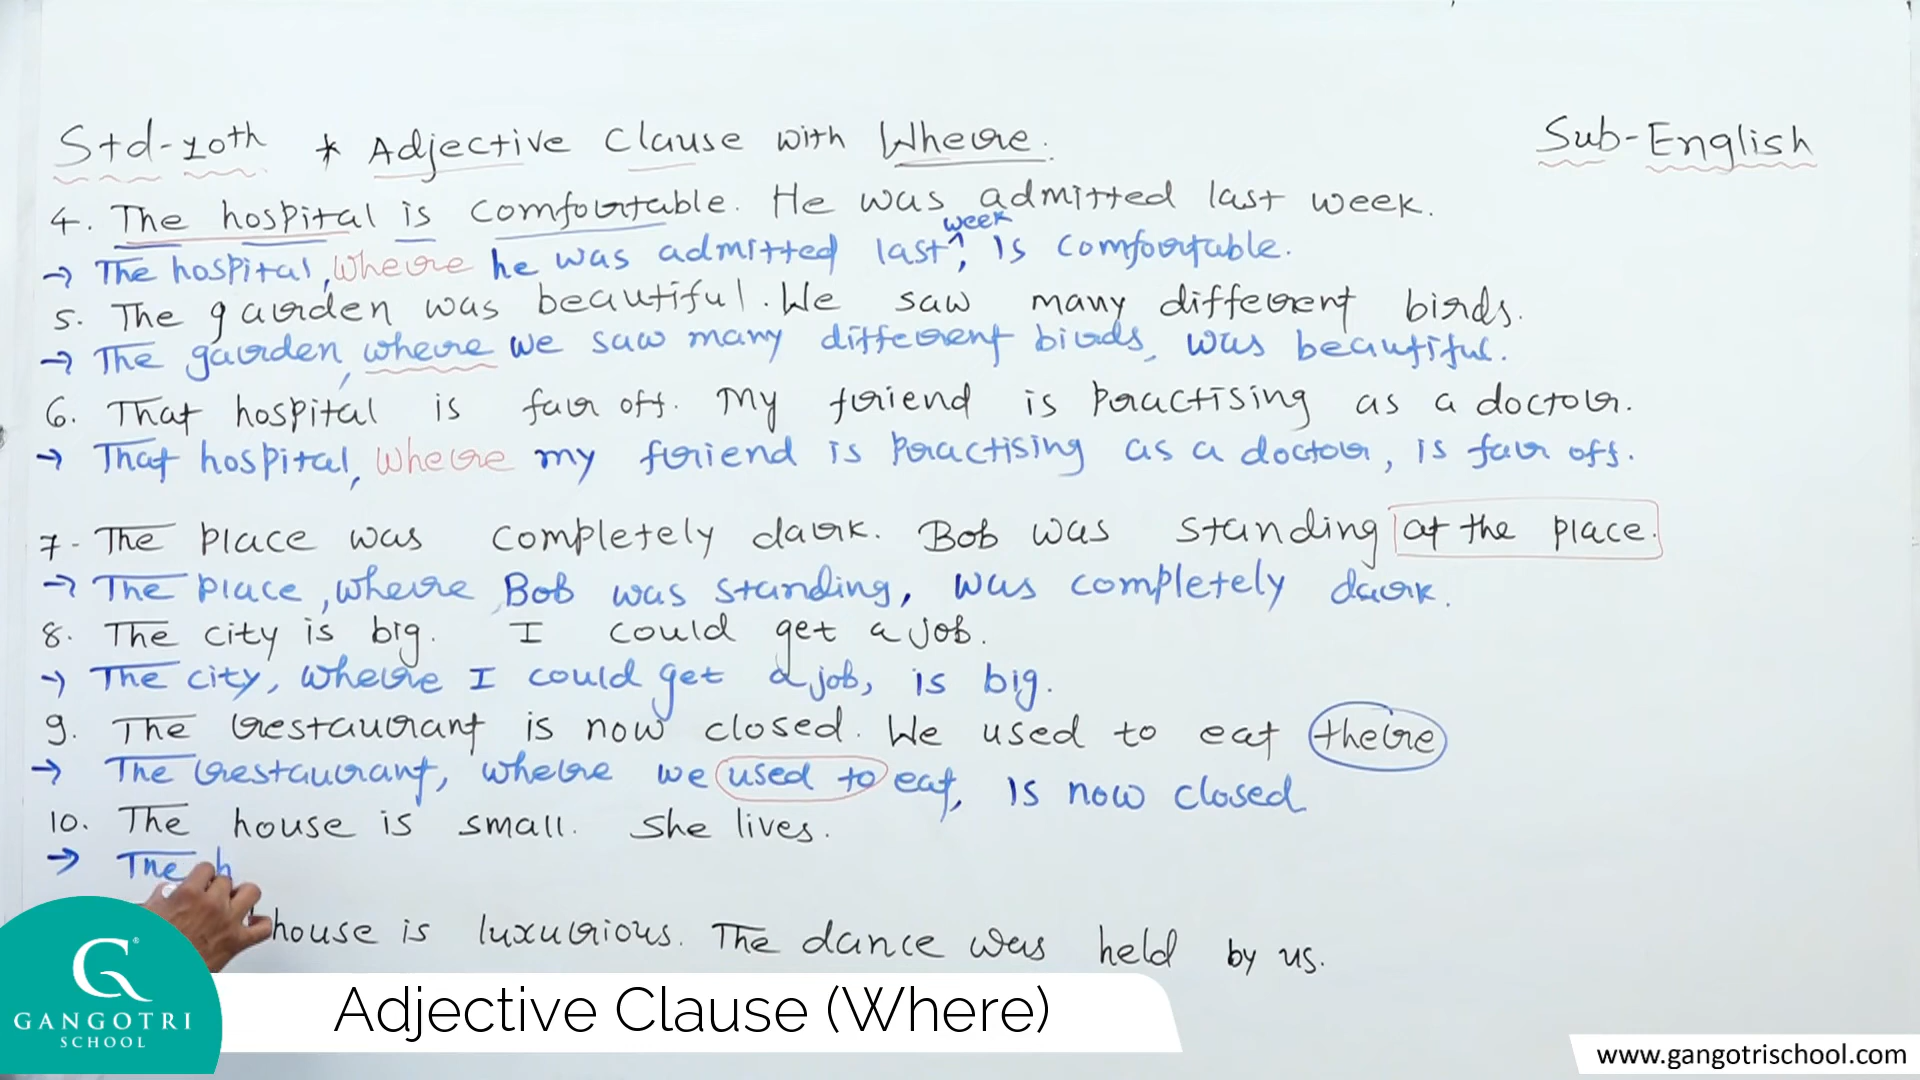 Std-10th * Adjective Clause with Where. Sub-English
4. The hospital is comfortable. He was admitted last week.
→ The hospital, where he was admitted last week, is comfortable.
5. The garden was beautiful. We saw many different birds.
→ The garden, where we saw many different birds, was beautiful.
6. That hospital is far off. My friend is practising as a doctor.
→ That hospital, where my friend is practising as a doctor, is far off.
7. The place was completely dark. Bob was standing at the place.
→ The place, where Bob was standing, was completely dark.
8. The city is big. I could get a job.
→ The city, where I could get a job, is big.
9. The restaurant is now closed. We used to eat there
→ The restaurant, where we used to eat, is now closed
10. The house is small. She lives.
→ The h
house is luxurious. The dance was held by us.
GANGOTRI
SCHOOL
Adjective Clause (Where)
www.gangotrischool.com